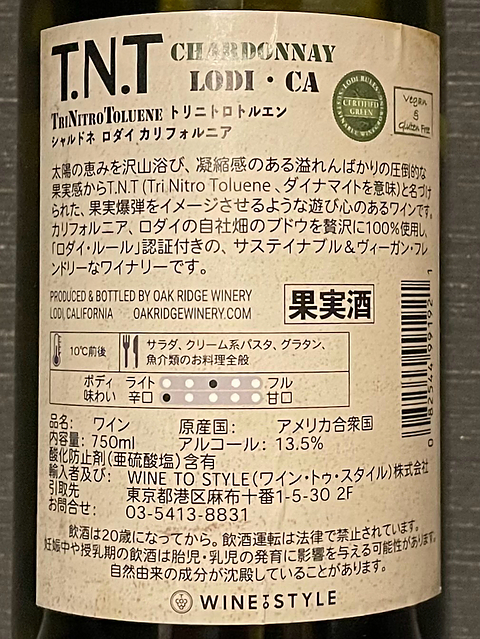 T.N.T CHARDONNAY
LODI・CA
TRINITROTOLUENE トリニトロトルエン
シャルドネ ロダイ カリフォルニア
LODI RULES
CERTIFIED
GREEN
Vegan
&
Gluten Free
太陽の恵みを沢山浴び、凝縮感のある溢れんばかりの圧倒的な
果実感からT.N.T (Tri Nitro Toluene 、ダイナマイトを意味)と名づけ
られた、果実爆弾をイメージさせるような遊び心のあるワインです。
カリフォルニア、ロダイの自社畑のブドウを贅沢に100%使用し、
「ロダイ・ルール」認証付きの、サステイナブル＆ヴィーガン・フレ
ンドリーなワイナリーです。
PRODUCED & BOTTLED BY OAK RIDGE WINERY
LODI, CALIFORNIA OAKRIDGEWINERY.COM
果実酒
10℃前後
サラダ、クリーム系パスタ、グラタン、
魚介類のお料理全般
ボディ ライト フル
味わい 辛口 甘口
0 82544 99192 1
品名: ワイン 原産国: アメリカ合衆国
内容量: 750ml アルコール: 13.5%
酸化防止剤(亜硫酸塩)含有
輸入者及び: WINE TO STYLE(ワイン・トゥ・スタイル)株式会社
引取先 東京都港区麻布十番1-5-30 2F
お問合せ: 03-5413-8831
飲酒は20歳になってから。飲酒運転は法律で禁止されています。
妊娠中や授乳期の飲酒は胎児・乳児の発育に影響を与える可能性があります。
自然由来の成分が沈殿していることがあります。
WINE TO STYLE